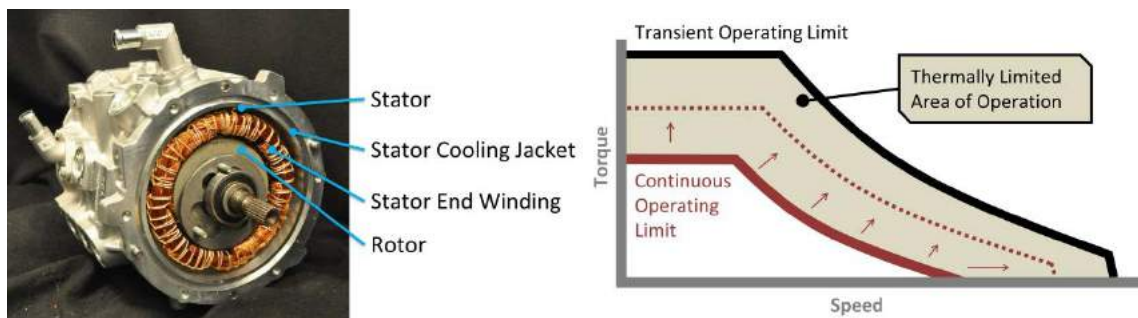 Stator
Stator Cooling Jacket
Stator End Winding
Rotor
Transient Operating Limit
Thermally Limited
Area of Operation
Continuous
Operating
Limit
Torque
Speed